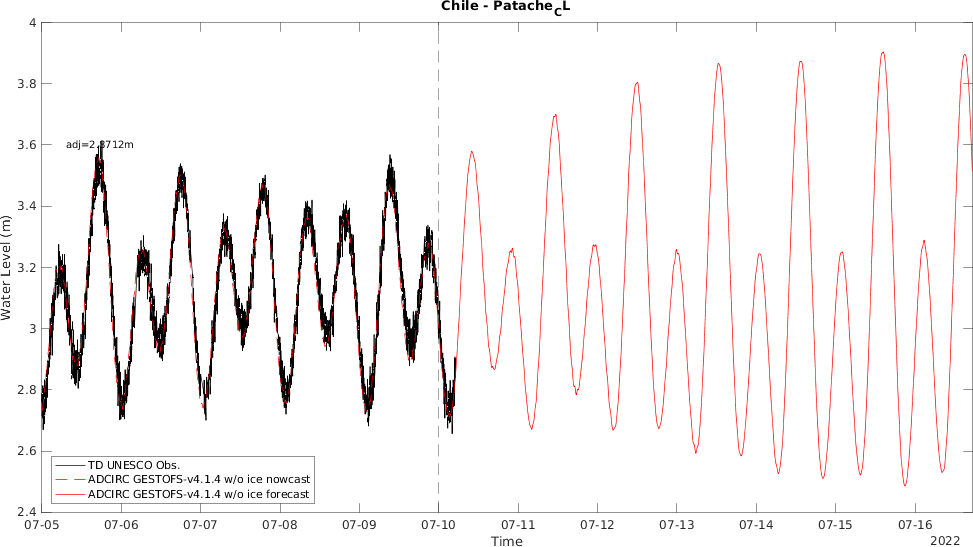 Chile - Patache_CL
4
3.8
3.6
3.4
3.2
3
2.8
2.6
2.4
Water Level (m)
TD UNESCO Obs.
ADCIRC GESTOFS-v4.1.4 w/o ice nowcast
ADCIRC GESTOFS-v4.1.4 w/o ice forecast
07-05 07-06 07-07 07-08 07-09 07-10 07-11 07-12 07-13 07-14 07-15 07-16
Time
2022